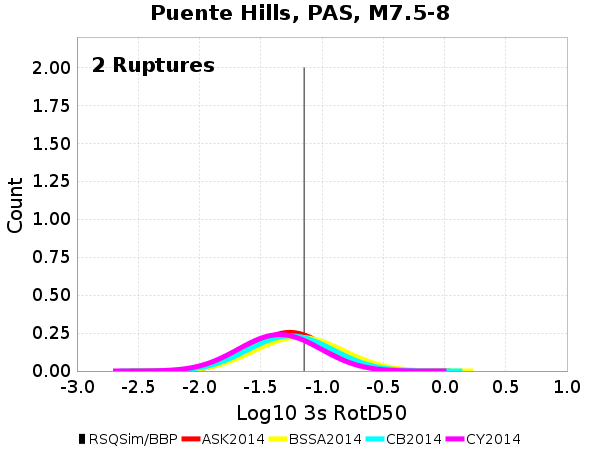 Puente Hills, PAS, M7.5-8
2 Ruptures
Count
2.00
1.75
1.50
1.25
1.00
0.75
0.50
0.25
0.00
-3.0 -2.5 -2.0 -1.5 -1.0 -0.5 0.0 0.5 1.0
Log10 3s RotD50
RSQSim/BBP ASK2014 BSSA2014 CB2014 CY2014